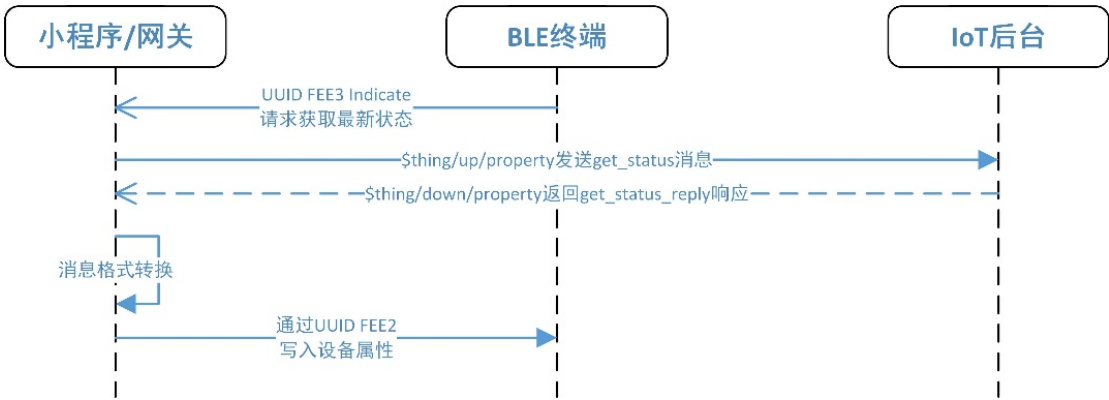 小程序/网关
BLE终端
IoT后台
UUID FEE3 Indicate
请求获取最新状态
$thing/up/property发送get_status消息
$thing/down/property返回get_status_reply响应
消息格式转换
通过UUID FEE2
写入设备属性